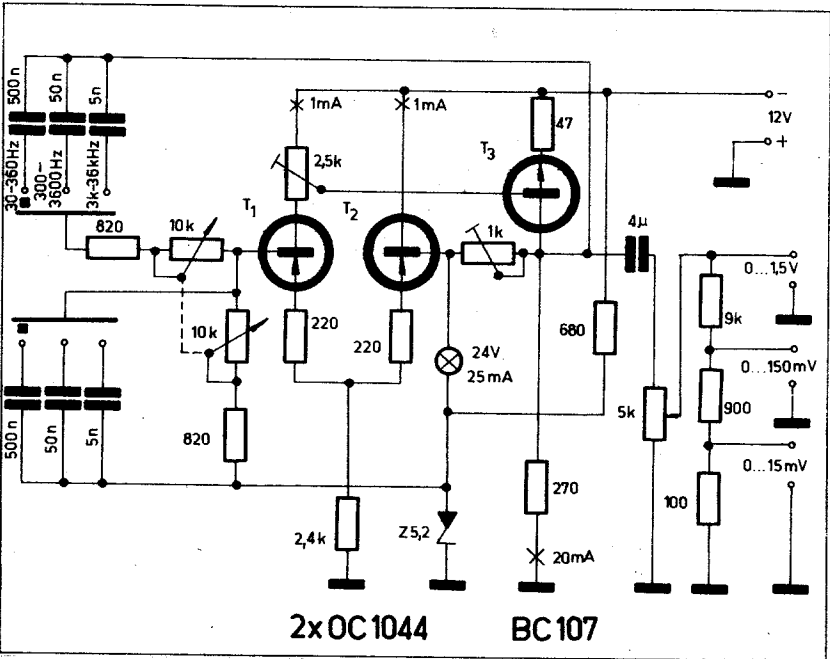 500n
50n
5n
30-360Hz
300-
3600Hz
3k-36kHz
1mA
1mA
47
-
12V
+
2,5k
T3
T1
T2
820
10k
1k
4µ
0...1,5V
10k
220
220
24V
25mA
680
9k
0...150mV
900
5k
820
500n
50n
5n
2,4k
Z5,2
270
20mA
0...15mV
100
2xOC1044
BC107